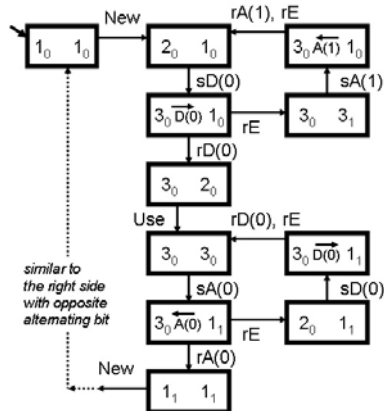 New
rA(1), rE
1₀ 1₀
2₀ 1₀
3₀ A(1) 1₀
sD(0)
sA(1)
3₀ D(0) 1₀
rE
3₀ 3₁
rD(0)
3₀ 2₀
Use
rD(0), rE
3₀ 3₀
3₀ D(0) 1₁
similar to
the right side
with opposite
alternating bit
sA(0)
sD(0)
3₀ A(0) 1₁
rE
2₀ 1₁
rA(0)
New
1₁ 1₁